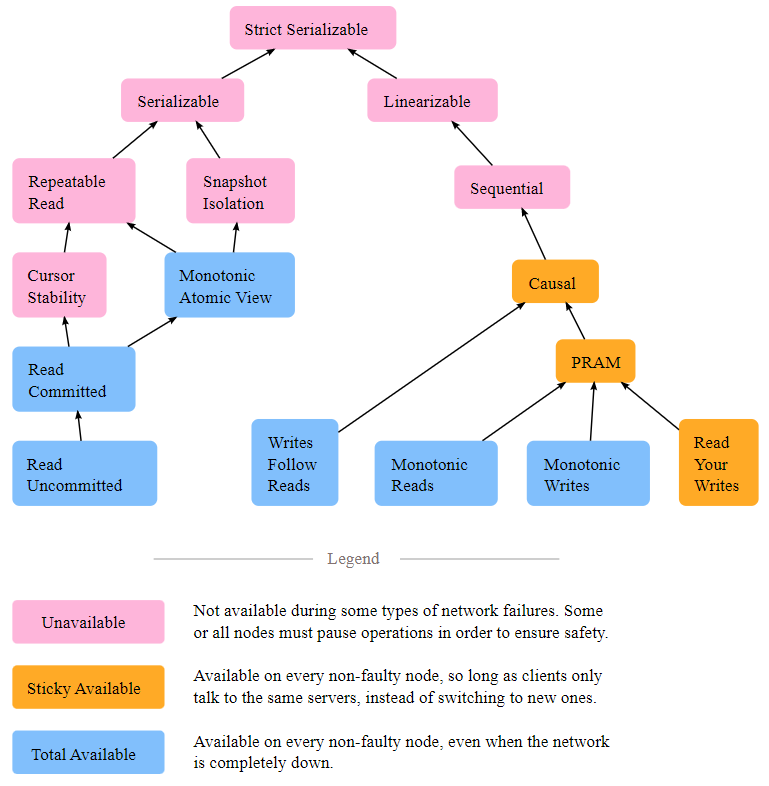 Strict Serializable
Serializable
Linearizable
Repeatable
Read
Snapshot
Isolation
Sequential
Cursor
Stability
Monotonic
Atomic View
Causal
Read
Committed
PRAM
Read
Uncommitted
Writes
Follow
Reads
Monotonic
Reads
Monotonic
Writes
Read
Your
Writes
Legend
Unavailable
Not available during some types of network failures. Some
or all nodes must pause operations in order to ensure safety.
Sticky Available
Available on every non-faulty node, so long as clients only
talk to the same servers, instead of switching to new ones.
Total Available
Available on every non-faulty node, even when the network
is completely down.